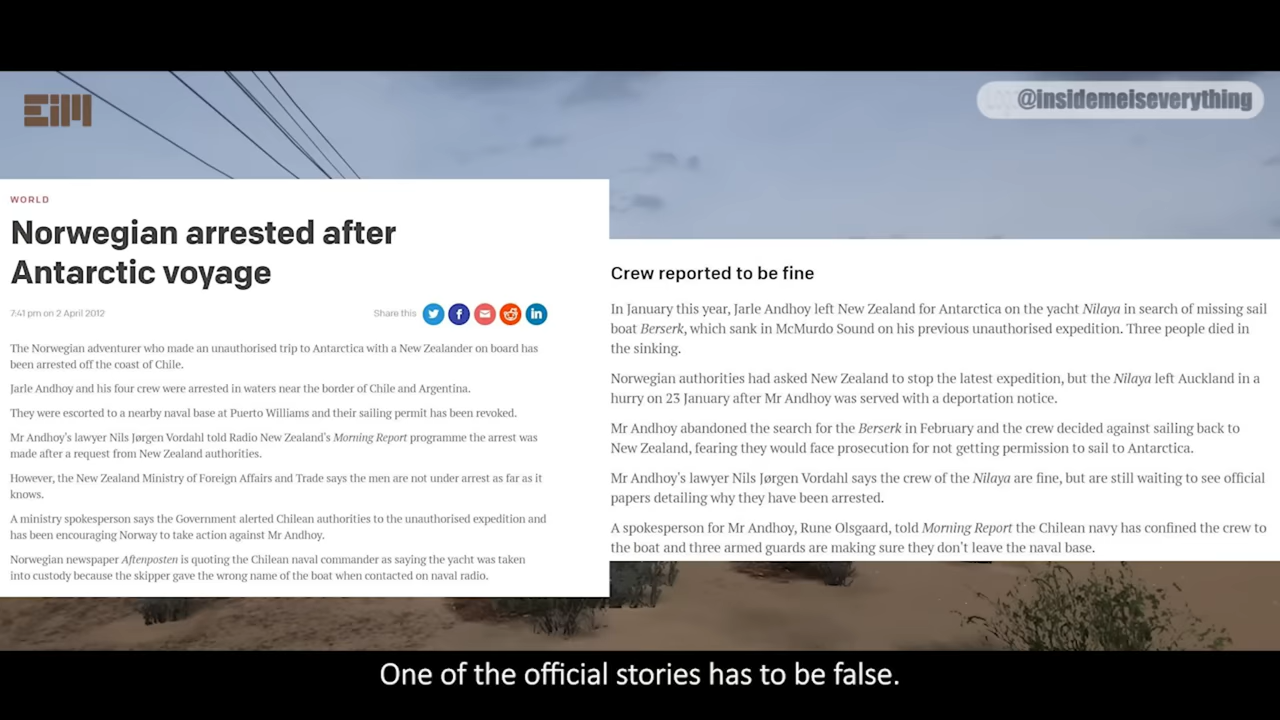 EiM
@insidemeiseverything
WORLD
Norwegian arrested after
Antarctic voyage
7:41 pm on 2 April 2012
Share this
The Norwegian adventurer who made an unauthorised trip to Antarctica with a New Zealander on board has
been arrested off the coast of Chile.
Jarle Andhoy and his four crew were arrested in waters near the border of Chile and Argentina.
They were escorted to a nearby naval base at Puerto Williams and their sailing permit has been revoked.
Mr Andhoy's lawyer Nils Jørgen Vordahl told Radio New Zealand's Morning Report programme the arrest was
made after a request from New Zealand authorities.
However, the New Zealand Ministry of Foreign Affairs and Trade says the men are not under arrest as far as it
knows.
A ministry spokesperson says the Government alerted Chilean authorities to the unauthorised expedition and
has been encouraging Norway to take action against Mr Andhoy.
Norwegian newspaper Aftenposten is quoting the Chilean naval commander as saying the yacht was taken
into custody because the skipper gave the wrong name of the boat when contacted on naval radio.
Crew reported to be fine
In January this year, Jarle Andhoy left New Zealand for Antarctica on the yacht Nilaya in search of missing sail
boat Berserk, which sank in McMurdo Sound on his previous unauthorised expedition. Three people died in
the sinking.
Norwegian authorities had asked New Zealand to stop the latest expedition, but the Nilaya left Auckland in a
hurry on 23 January after Mr Andhoy was served with a deportation notice.
Mr Andhoy abandoned the search for the Berserk in February and the crew decided against sailing back to
New Zealand, fearing they would face prosecution for not getting permission to sail to Antarctica.
Mr Andhoy's lawyer Nils Jørgen Vordahl says the crew of the Nilaya are fine, but are still waiting to see official
papers detailing why they have been arrested.
A spokesperson for Mr Andhoy, Rune Olsgaard, told Morning Report the Chilean navy has confined the crew to
the boat and three armed guards are making sure they don't leave the naval base.
One of the official stories has to be false.